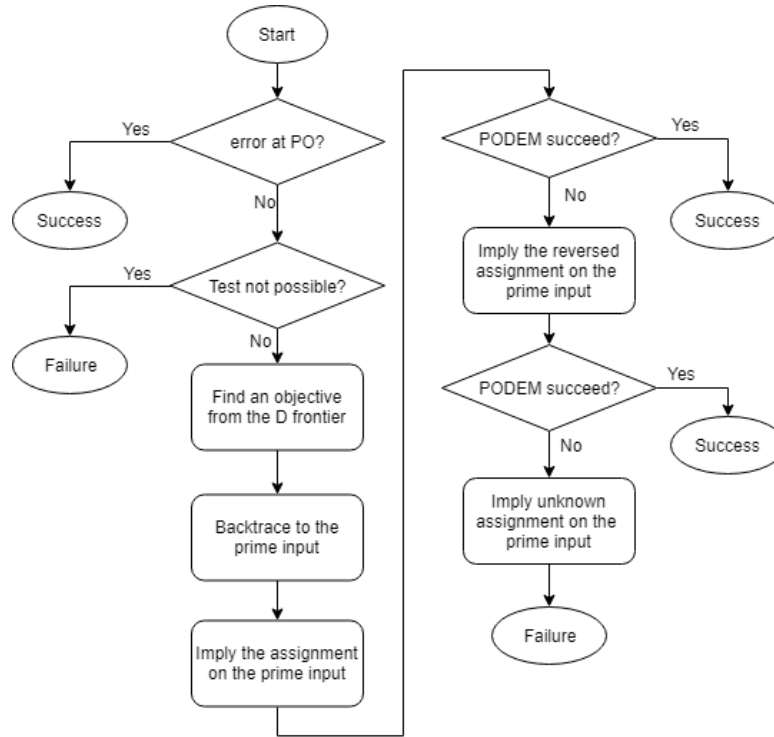 Start
error at PO?
Yes
Success
No
Test not possible?
Yes
Failure
No
Find an objective
from the D frontier
Backtrace to the
prime input
Imply the assignment
on the prime input
PODEM succeed?
Yes
Success
No
Imply the reversed
assignment on the
prime input
PODEM succeed?
Yes
Success
No
Imply unknown
assignment on the
prime input
Failure